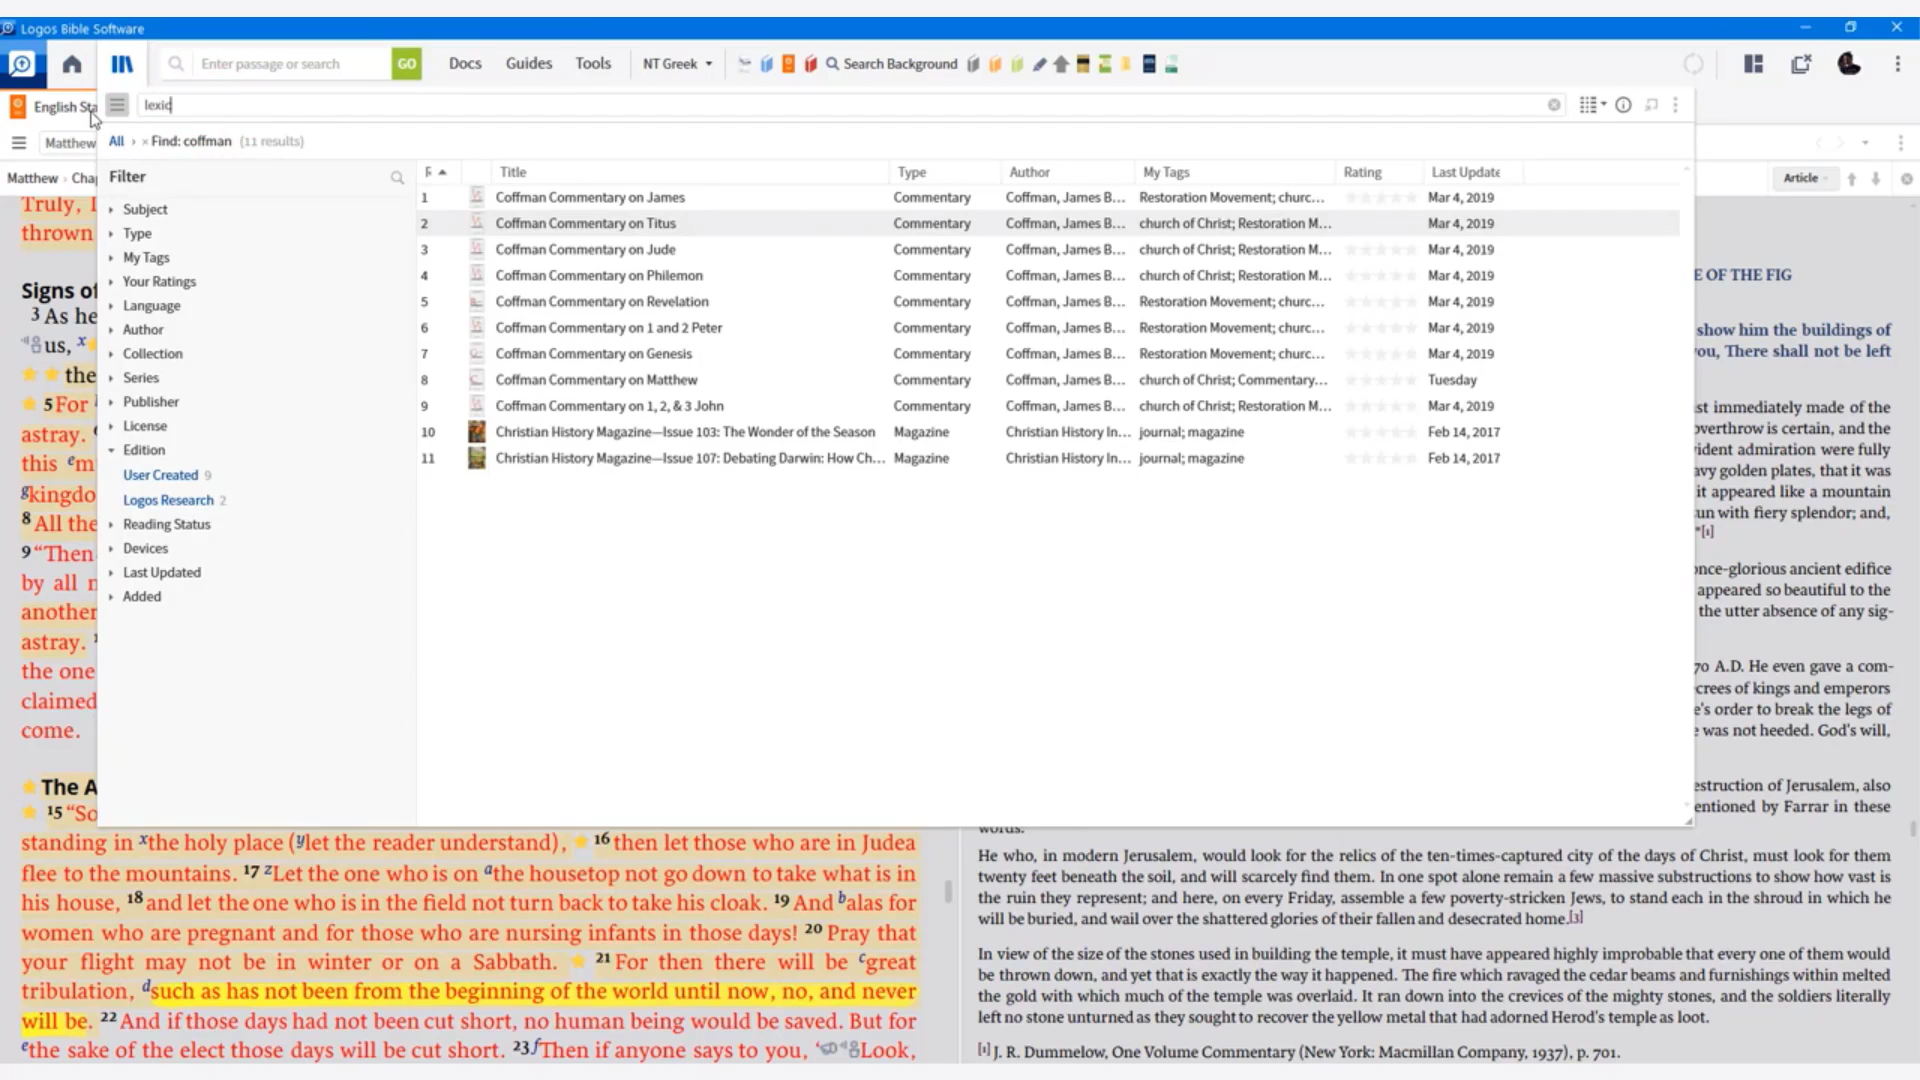 Logos Bible Software
Enter passage or search
GO
Docs
Guides
Tools
NT Greek
Search Background
English Sta
lexic
Matthew
All › × Find: coffman (11 results)
Matthew › Chap
Article
Filter
Subject
Type
My Tags
Your Ratings
Language
Author
Collection
Series
Publisher
License
Edition
User Created 9
Logos Research 2
Reading Status
Devices
Last Updated
Added
Title Type Author My Tags Rating Last Update
1 Coffman Commentary on James Commentary Coffman, James B... Restoration Movement; churc... Mar 4, 2019
2 Coffman Commentary on Titus Commentary Coffman, James B... church of Christ; Restoration M... Mar 4, 2019
3 Coffman Commentary on Jude Commentary Coffman, James B... church of Christ; Restoration M... Mar 4, 2019
4 Coffman Commentary on Philemon Commentary Coffman, James B... church of Christ; Restoration M... Mar 4, 2019
5 Coffman Commentary on Revelation Commentary Coffman, James B... Restoration Movement; churc... Mar 4, 2019
6 Coffman Commentary on 1 and 2 Peter Commentary Coffman, James B... Restoration Movement; churc... Mar 4, 2019
7 Coffman Commentary on Genesis Commentary Coffman, James B... Restoration Movement; churc... Mar 4, 2019
8 Coffman Commentary on Matthew Commentary Coffman, James B... church of Christ; Commentary... Tuesday
9 Coffman Commentary on 1, 2, & 3 John Commentary Coffman, James B... church of Christ; Restoration M... Mar 4, 2019
10 Christian History Magazine—Issue 103: The Wonder of the Season Magazine Christian History In... journal; magazine Feb 14, 2017
11 Christian History Magazine—Issue 107: Debating Darwin: How Ch... Magazine Christian History In... journal; magazine Feb 14, 2017
Truly, I
thrown
Signs of
3 As he
us, x
the
5 For
astray.
this em
gkingdo
8 All the
9 “Then
by all n
another
astray.
the one
claimed
come.
The A
15 “So
standing in xthe holy place (ylet the reader understand), 16 then let those who are in Judea
flee to the mountains. 17 zLet the one who is on athe housetop not go down to take what is in
his house, 18 and let the one who is in the field not turn back to take his cloak. 19 And balas for
women who are pregnant and for those who are nursing infants in those days! 20 Pray that
your flight may not be in winter or on a Sabbath. 21 For then there will be cgreat
tribulation, dsuch as has not been from the beginning of the world until now, no, and never
will be. 22 And if those days had not been cut short, no human being would be saved. But for
ethe sake of the elect those days will be cut short. 23 fThen if anyone says to you, ‘Look,
E OF THE FIG
show him the buildings of
ou, There shall not be left
st immediately made of the
overthrow is certain, and the
ident admiration were fully
avy golden plates, that it was
it appeared like a mountain
un with fiery splendor; and,
"[1]
once-glorious ancient edifice
appeared so beautiful to the
the utter absence of any sig-
70 A.D. He even gave a com-
crees of kings and emperors
e's order to break the legs of
was not heeded. God's will,
estruction of Jerusalem, also
entioned by Farrar in these
words.
He who, in modern Jerusalem, would look for the relics of the ten-times-captured city of the days of Christ, must look for them
twenty feet beneath the soil, and will scarcely find them. In one spot alone remain a few massive substructions to show how vast is
the ruin they represent; and here, on every Friday, assemble a few poverty-stricken Jews, to stand each in the shroud in which he
will be buried, and wail over the shattered glories of their fallen and desecrated home.[3]
In view of the size of the stones used in building the temple, it must have appeared highly improbable that every one of them would
be thrown down, and yet that is exactly the way it happened. The fire which ravaged the cedar beams and furnishings within melted
the gold with which much of the temple was overlaid. It ran down into the crevices of the mighty stones, and the soldiers literally
left no stone unturned as they sought to recover the yellow metal that had adorned Herod's temple as loot.
[1] J. R. Dummelow, One Volume Commentary (New York: Macmillan Company, 1937), p. 701.